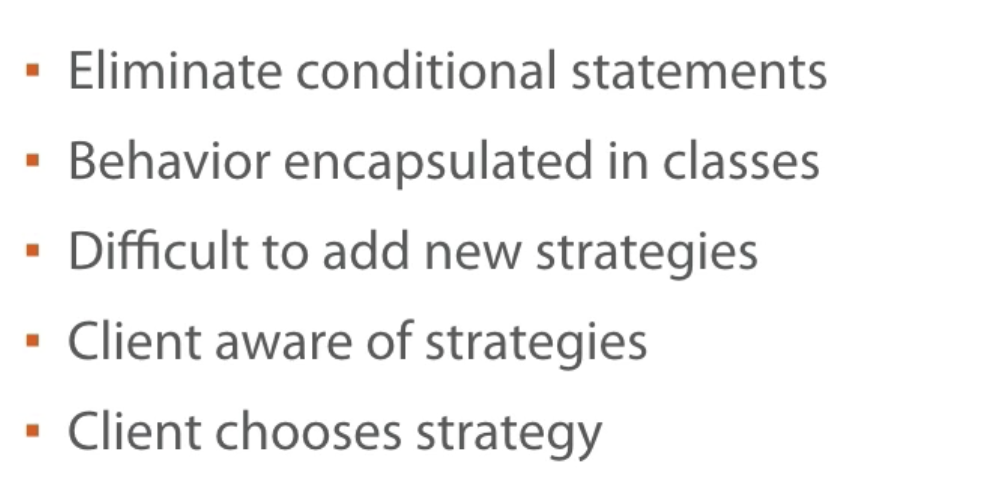 ▪ Eliminate conditional statements
▪ Behavior encapsulated in classes
▪ Difficult to add new strategies
▪ Client aware of strategies
▪ Client chooses strategy